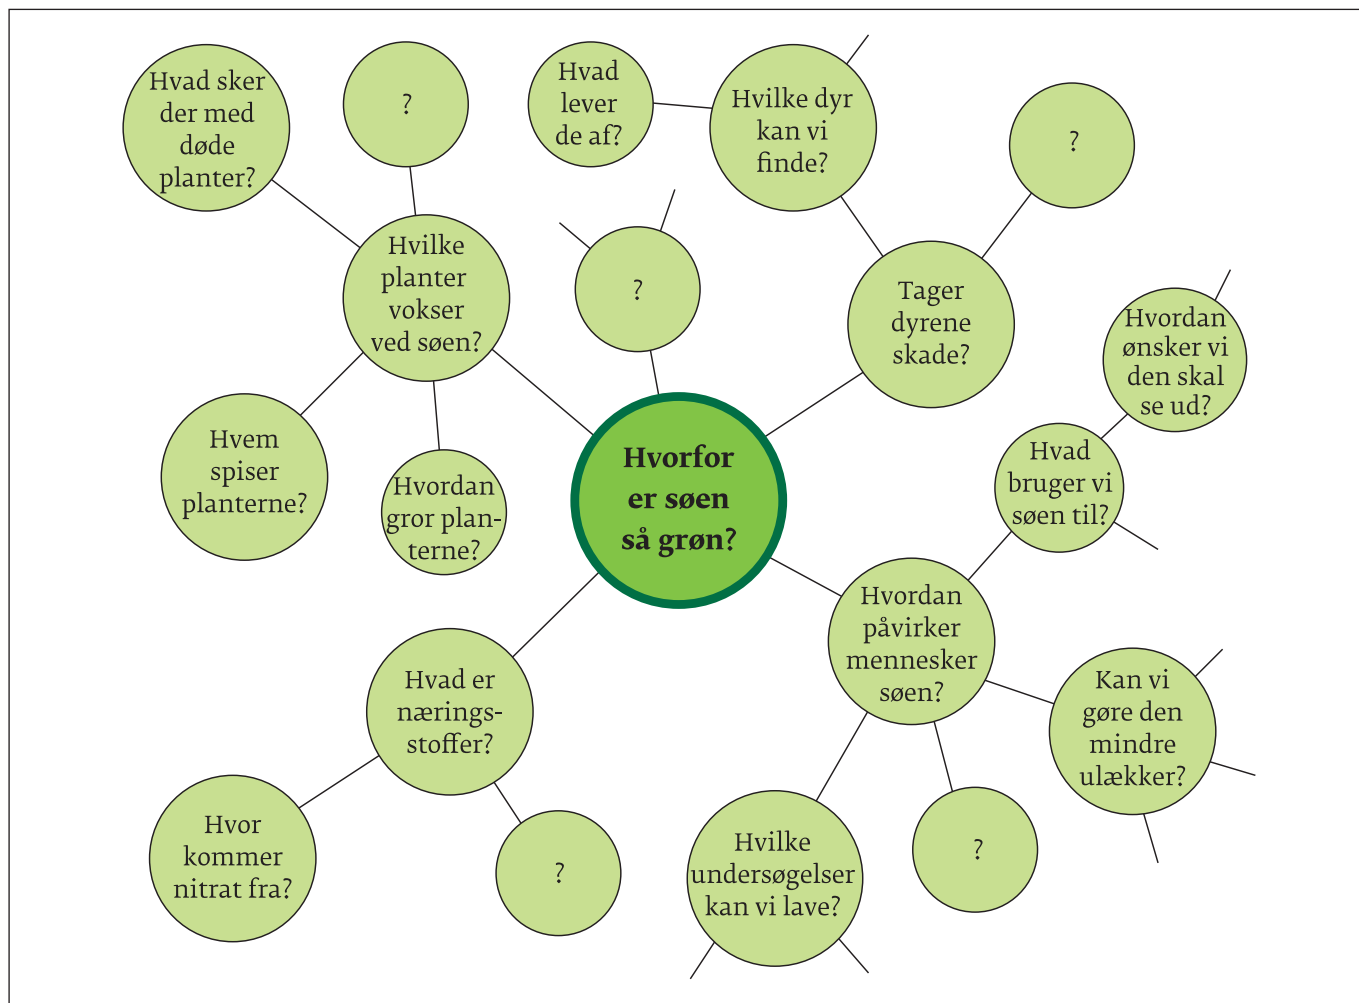 Hvad sker
der med
døde
planter?
?
Hvad
lever
de af?
Hvilke dyr
kan vi
finde?
?
Hvilke
planter
vokser
ved søen?
?
Tager
dyrene
skade?
Hvordan
ønsker vi
den skal
se ud?
Hvem
spiser
planterne?
Hvordan
gror plan-
terne?
Hvorfor
er søen
så grøn?
Hvad
bruger vi
søen til?
Hvordan
påvirker
mennesker
søen?
Hvad er
nærings-
stoffer?
Kan vi
gøre den
mindre
ulækker?
Hvor
kommer
nitrat fra?
?
Hvilke
undersøgelser
kan vi lave?
?